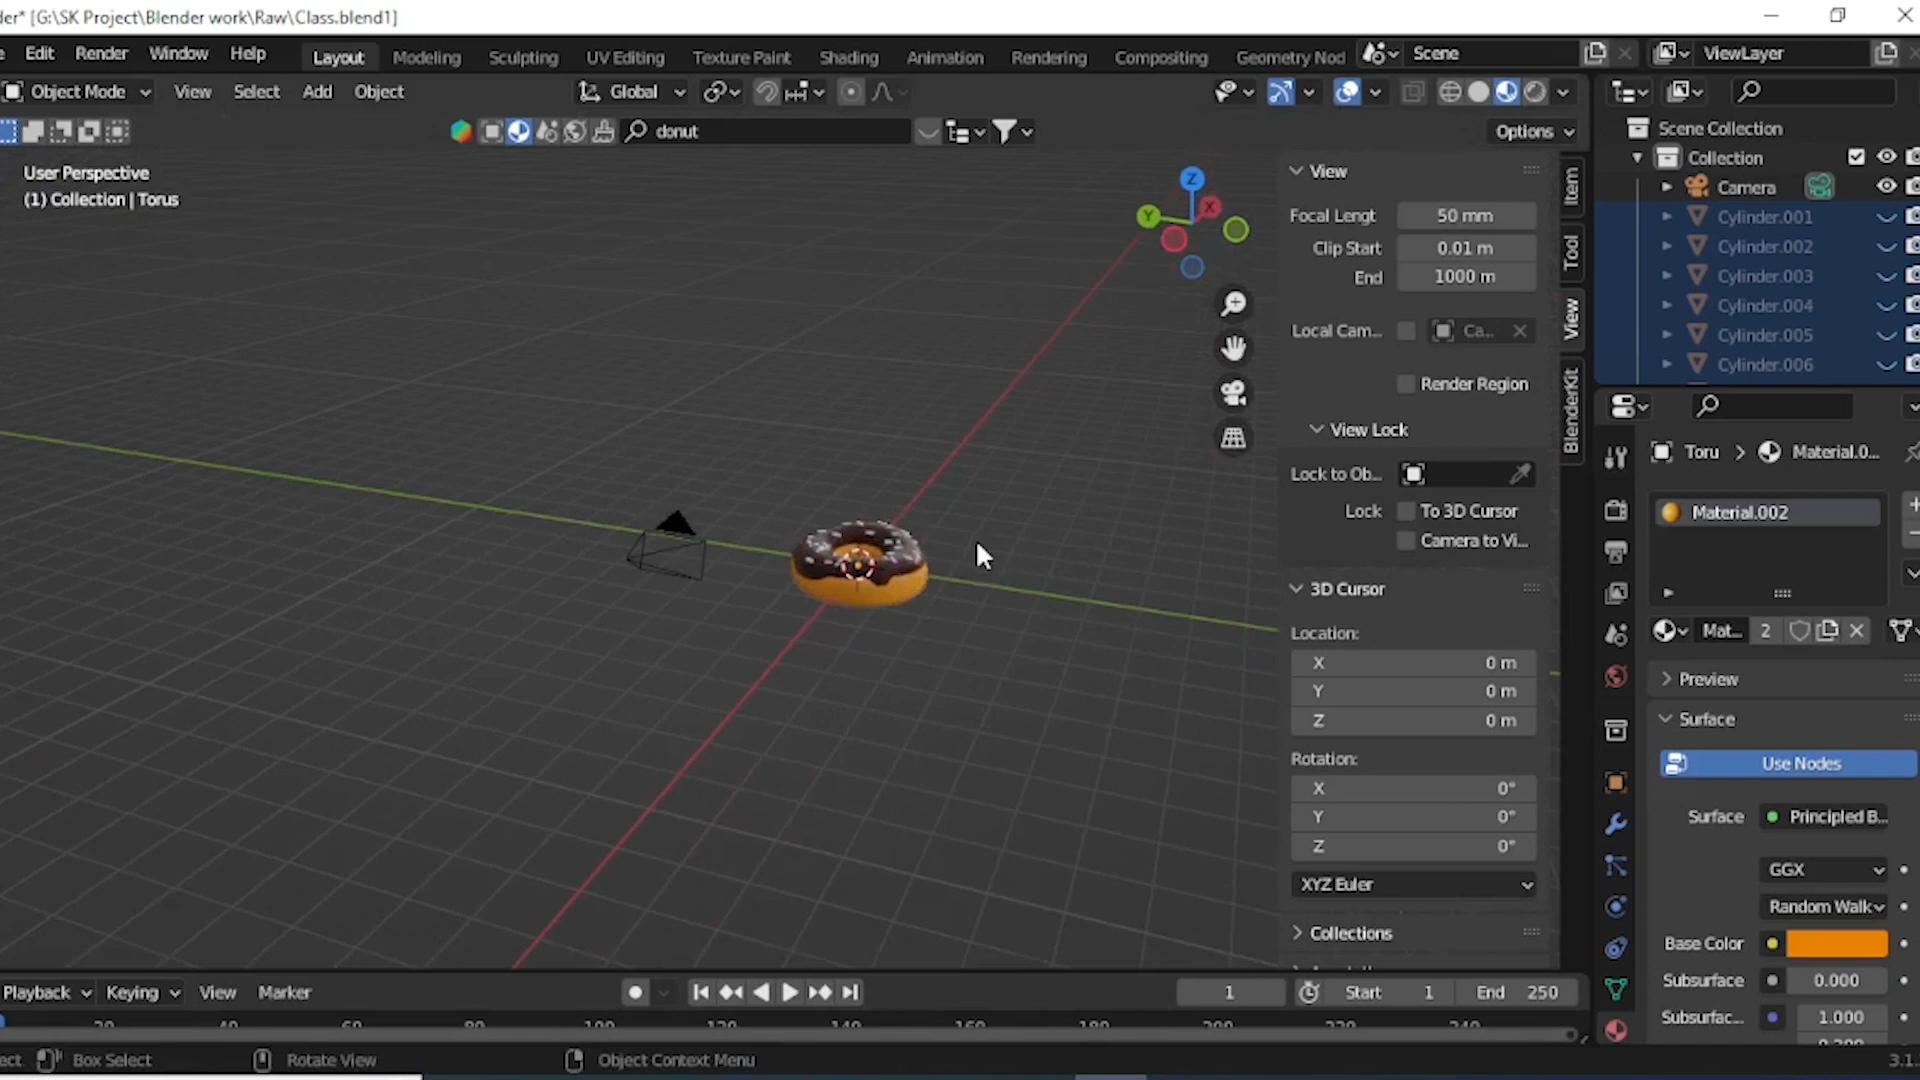 der* [G:\SK Project\Blender work\Raw\Class.blend1]
Edit Render Window Help Layout Modeling Sculpting UV Editing Texture Paint Shading Animation Rendering Compositing Geometry Nod Scene ViewLayer
Object Mode View Select Add Object Global
donut Options
User Perspective
(1) Collection | Torus
Z
Y
X
View
Focal Lengt 50 mm
Clip Start 0.01 m
End 1000 m
Local Cam... Ca...
Render Region
View Lock
Lock to Ob...
Lock To 3D Cursor
Camera to Vi...
3D Cursor
Location:
X 0 m
Y 0 m
Z 0 m
Rotation:
X 0°
Y 0°
Z 0°
XYZ Euler
Collections
Item
Tool
View
BlenderKit
Scene Collection
Collection
Camera
Cylinder.001
Cylinder.002
Cylinder.003
Cylinder.004
Cylinder.005
Cylinder.006
Toru > Material.0...
Material.002
Mat... 2
Preview
Surface
Use Nodes
Surface Principled B...
GGX
Random Walk
Base Color
Subsurface 0.000
Subsurfac... 1.000
Playback Keying View Marker 1 Start 1 End 250
ect Box Select Rotate View Object Context Menu 3.1.